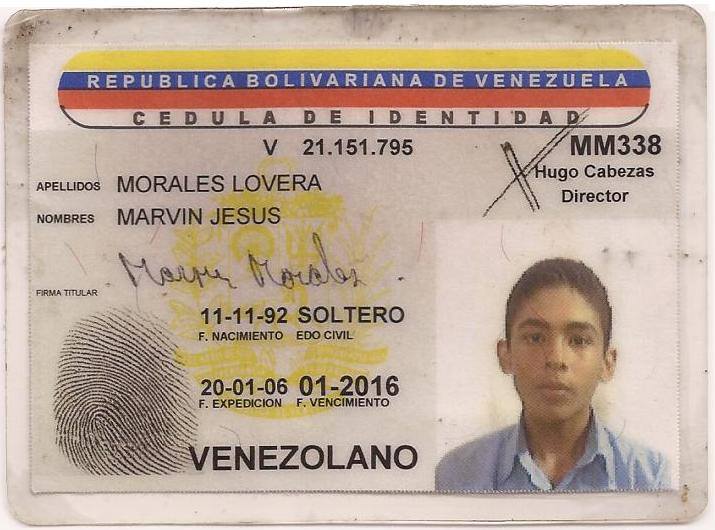 REPUBLICA BOLIVARIANA DE VENEZUELA
CEDULA DE IDENTIDAD
V 21.151.795
MM338
Hugo Cabezas
Director
APELLIDOS MORALES LOVERA
NOMBRES MARVIN JESUS
Marvin Morales
FIRMA TITULAR
11-11-92 SOLTERO
F. NACIMIENTO EDO CIVIL
20-01-06 01-2016
F. EXPEDICION F. VENCIMIENTO
VENEZOLANO